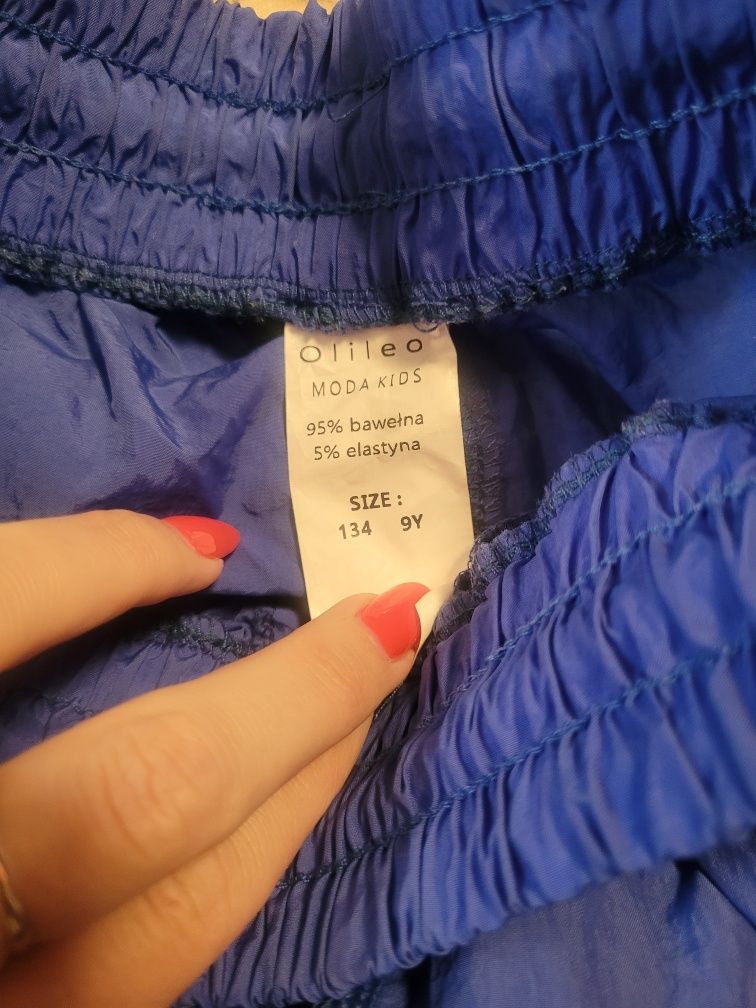 Olileo
MODA KIDS
95% bawełna
5% elastyna
SIZE :
134 9Y